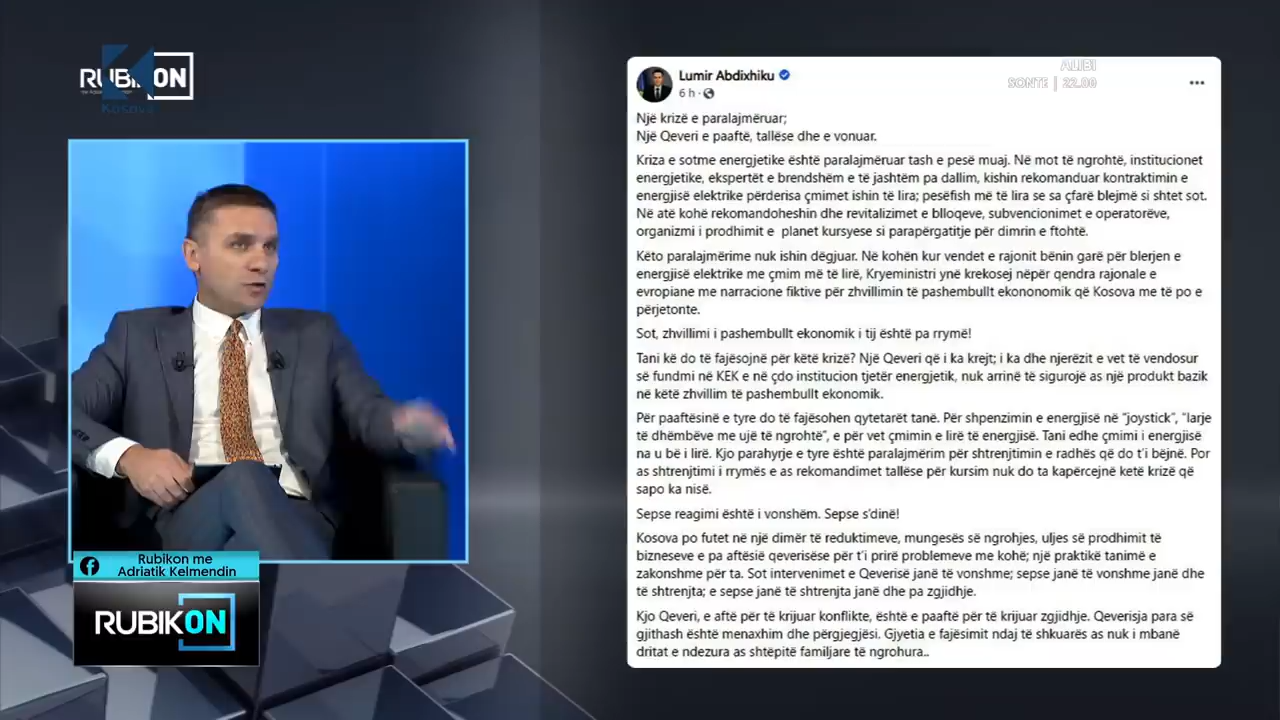 RUBIKON
me Adriatik Kelmendin
Kosova
ALIBI
SONTE | 22.00
Lumir Abdixhiku
6 h ·
Një krizë e paralajmëruar;
Një Qeveri e paaftë, tallëse dhe e vonuar.
Kriza e sotme energjetike është paralajmëruar tash e pesë muaj. Në mot të ngrohtë, institucionet
energjetike, ekspertët e brendshëm e të jashtëm pa dallim, kishin rekomanduar kontraktimin e
energjisë elektrike përderisa çmimet ishin të lira; pesëfish më të lira se sa çfarë blejmë si shtet sot.
Në atë kohë rekomandoheshin dhe revitalizimet e blloqeve, subvencionimet e operatorëve,
organizmi i prodhimit e planet kursyese si parapërgatitje për dimrin e ftohtë.
Këto paralajmërime nuk ishin dëgjuar. Në kohën kur vendet e rajonit bënin garë për blerjen e
energjisë elektrike me çmim më të lirë, Kryeministri ynë krekosej nëpër qendra rajonale e
evropiane me narracione fiktive për zhvillimin të pashembullt ekononomik që Kosova me të po e
përjetonte.
Sot, zhvillimi i pashembullt ekonomik i tij është pa rrymë!
Tani kë do të fajësojnë për këtë krizë? Një Qeveri që i ka krejt; i ka dhe njerëzit e vet të vendosur
së fundmi në KEK e në çdo institucion tjetër energjetik, nuk arrinë të sigurojë as një produkt bazik
në këtë zhvillim të pashembullt ekonomik.
Për paaftësinë e tyre do të fajësohen qytetarët tanë. Për shpenzimin e energjisë në “joystick”, “larje
të dhëmbëve me ujë të ngrohtë”, e për vet çmimin e lirë të energjisë. Tani edhe çmimi i energjisë
na u bë i lirë. Kjo parahyrje e tyre është paralajmërim për shtrenjtimin e radhës që do t’i bëjnë. Por
as shtrenjtimi i rrymës e as rekomandimet tallëse për kursim nuk do ta kapërcejnë ketë krizë që
sapo ka nisë.
Sepse reagimi është i vonshëm. Sepse s’dinë!
Kosova po futet në një dimër të reduktimeve, mungesës së ngrohjes, uljes së prodhimit të
bizneseve e pa aftësië qeverisëse për t’i prirë problemeve me kohë; një praktikë tanimë e
zakonshme për ta. Sot intervenimet e Qeverisë janë të vonshme; sepse janë të vonshme janë dhe
të shtrenjta; e sepse janë të shtrenjta janë dhe pa zgjidhje.
Kjo Qeveri, e aftë për të krijuar konflikte, është e paaftë për të krijuar zgjidhje. Qeverisja para së
gjithash është menaxhim dhe përgjegjësi. Gjyetia e fajësimit ndaj të shkuarës as nuk i mbanë
dritat e ndezura as shtëpitë familjare të ngrohura..
Rubikon me
Adriatik Kelmendin
RUBIKON